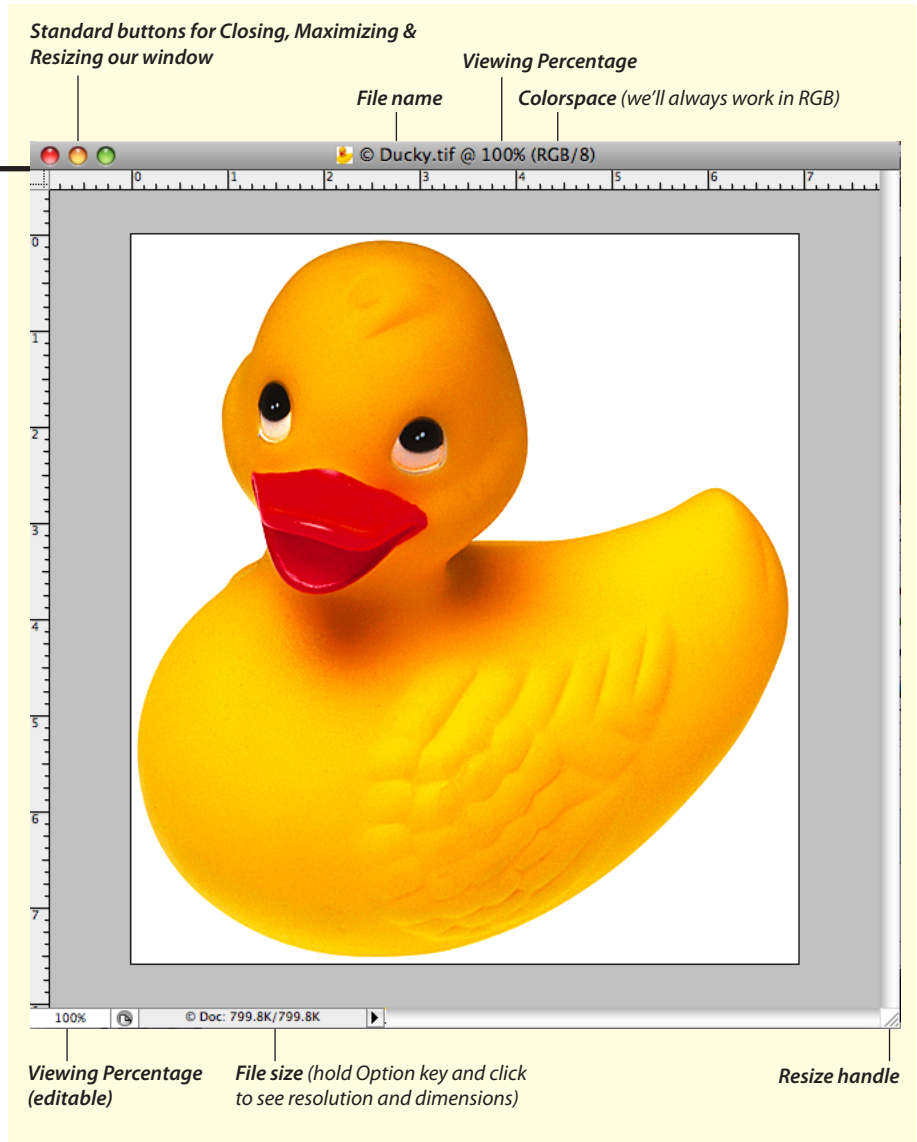 Standard buttons for Closing, Maximizing &
Resizing our window
Viewing Percentage
File name
Colorspace (we'll always work in RGB)
© Ducky.tif @ 100% (RGB/8)
0 1 2 3 4 5 6 7
0
1
2
3
4
5
6
7
100%
© Doc: 799.8K/799.8K
Viewing Percentage
(editable)
File size (hold Option key and click
to see resolution and dimensions)
Resize handle